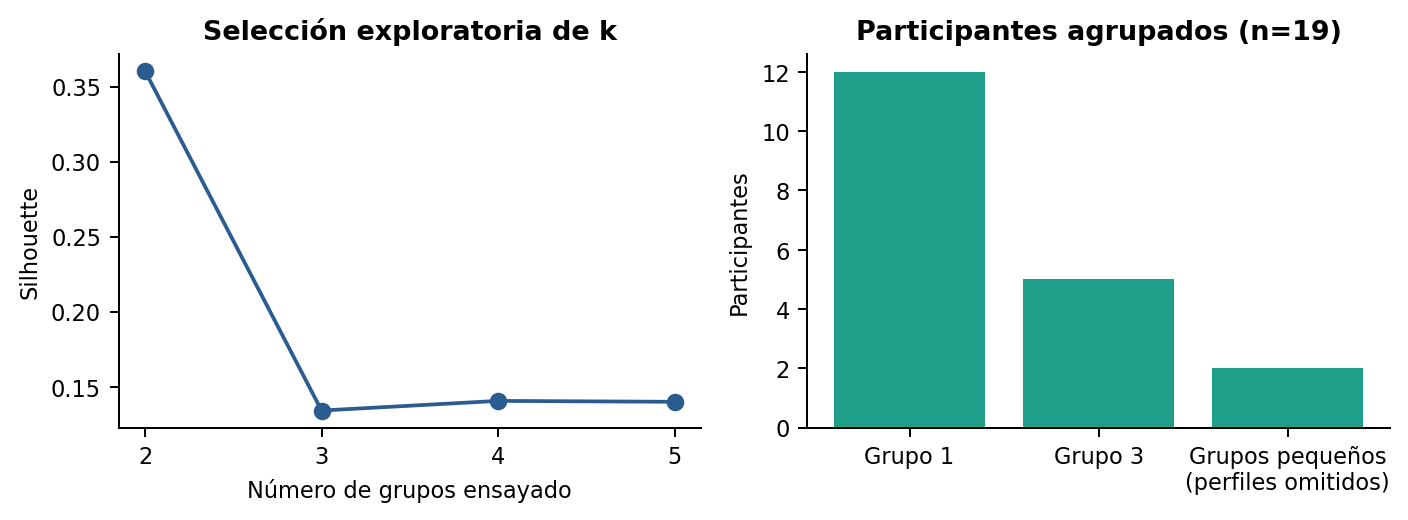 Selección exploratoria de k
Silhouette
0.35
0.30
0.25
0.20
0.15
2
3
4
5
Número de grupos ensayado
Participantes agrupados (n=19)
Participantes
12
10
8
6
4
2
0
Grupo 1
Grupo 3
Grupos pequeños
(perfiles omitidos)